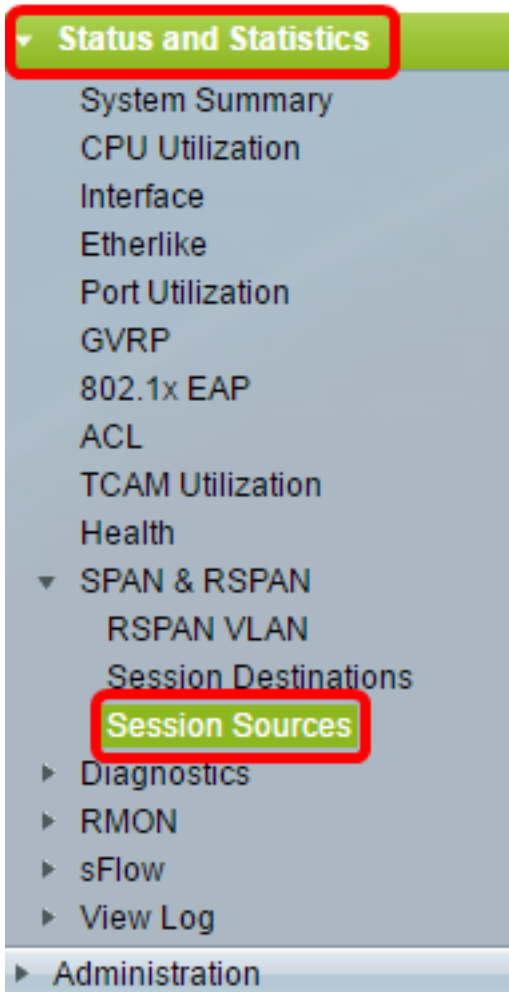 Status and Statistics
System Summary
CPU Utilization
Interface
Etherlike
Port Utilization
GVRP
802.1x EAP
ACL
TCAM Utilization
Health
SPAN & RSPAN
RSPAN VLAN
Session Destinations
Session Sources
Diagnostics
RMON
sFlow
View Log
Administration